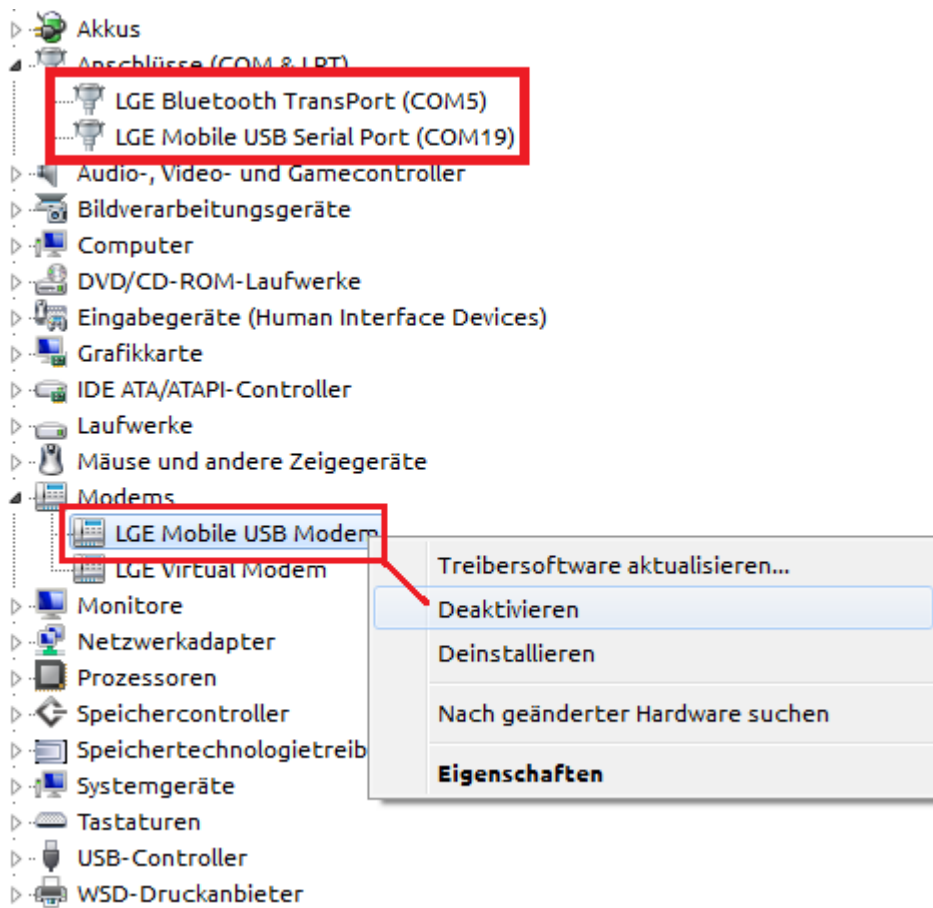 Akkus
Anschlüsse (COM & LPT)
LGE Bluetooth TransPort (COM5)
LGE Mobile USB Serial Port (COM19)
Audio-, Video- und Gamecontroller
Bildverarbeitungsgeräte
Computer
DVD/CD-ROM-Laufwerke
Eingabegeräte (Human Interface Devices)
Grafikkarte
IDE ATA/ATAPI-Controller
Laufwerke
Mäuse und andere Zeigegeräte
Modems
LGE Mobile USB Modem
LGE Virtual Modem
Monitore
Netzwerkadapter
Prozessoren
Speichercontroller
Speichertechnologietreib
Systemgeräte
Tastaturen
USB-Controller
WSD-Druckanbieter
Treibersoftware aktualisieren...
Deaktivieren
Deinstallieren
Nach geänderter Hardware suchen
Eigenschaften